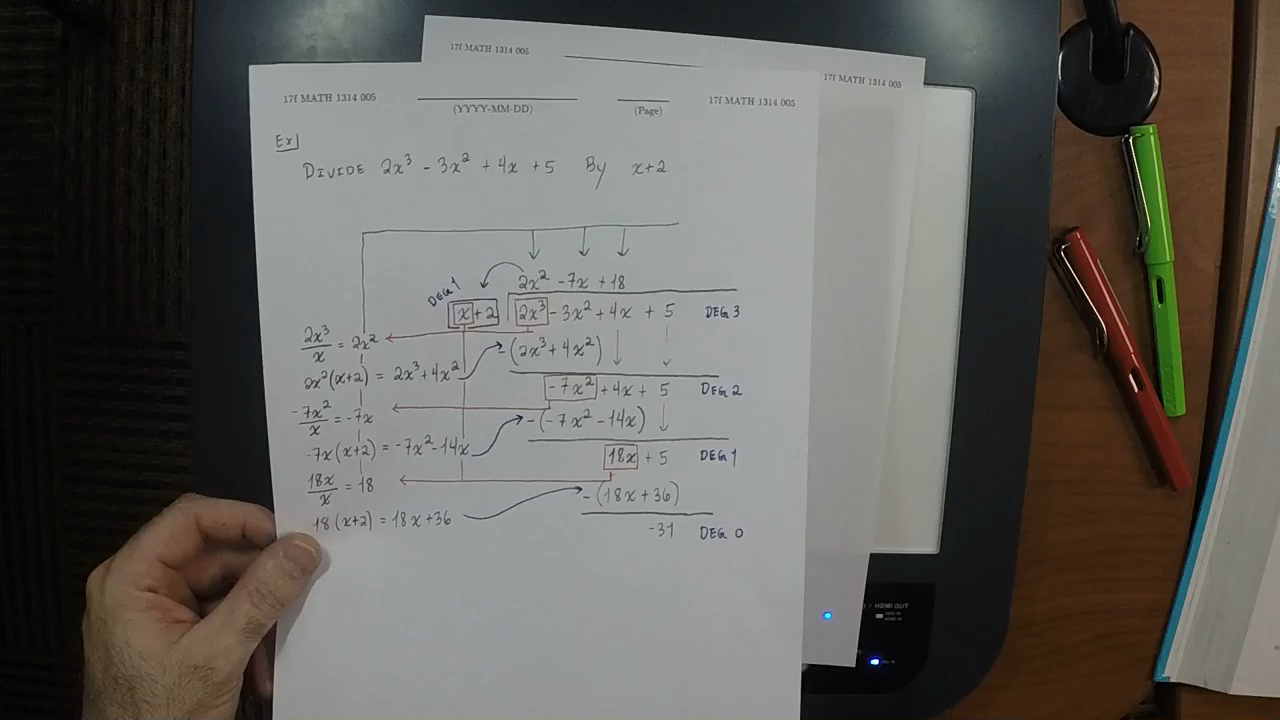 17f MATH 1314 005
17f MATH 1314 005
17f MATH 1314 005
(YYYY-MM-DD)
(Page)
17f MATH 1314 005
Ex
DIVIDE 2x³ - 3x² + 4x + 5 By x+2
2x² - 7x + 18
DEG 1
x + 2 2x³ - 3x² + 4x + 5 DEG 3
2x³/x = 2x²
-(2x³ + 4x²)
2x²(x+2) = 2x³+4x²
-7x² + 4x + 5 DEG 2
-7x²/x = -7x
-(-7x² - 14x)
-7x(x+2) = -7x²-14x
18x + 5 DEG 1
18x/x = 18
-(18x + 36)
18(x+2) = 18x+36
-31 DEG 0
/ HDMI OUT